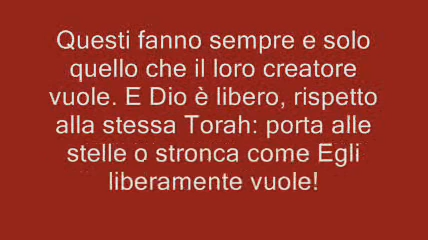 Questi fanno sempre e solo
quello che il loro creatore
vuole. E Dio è libero, rispetto
alla stessa Torah: porta alle
stelle o stronca come Egli
liberamente vuole!